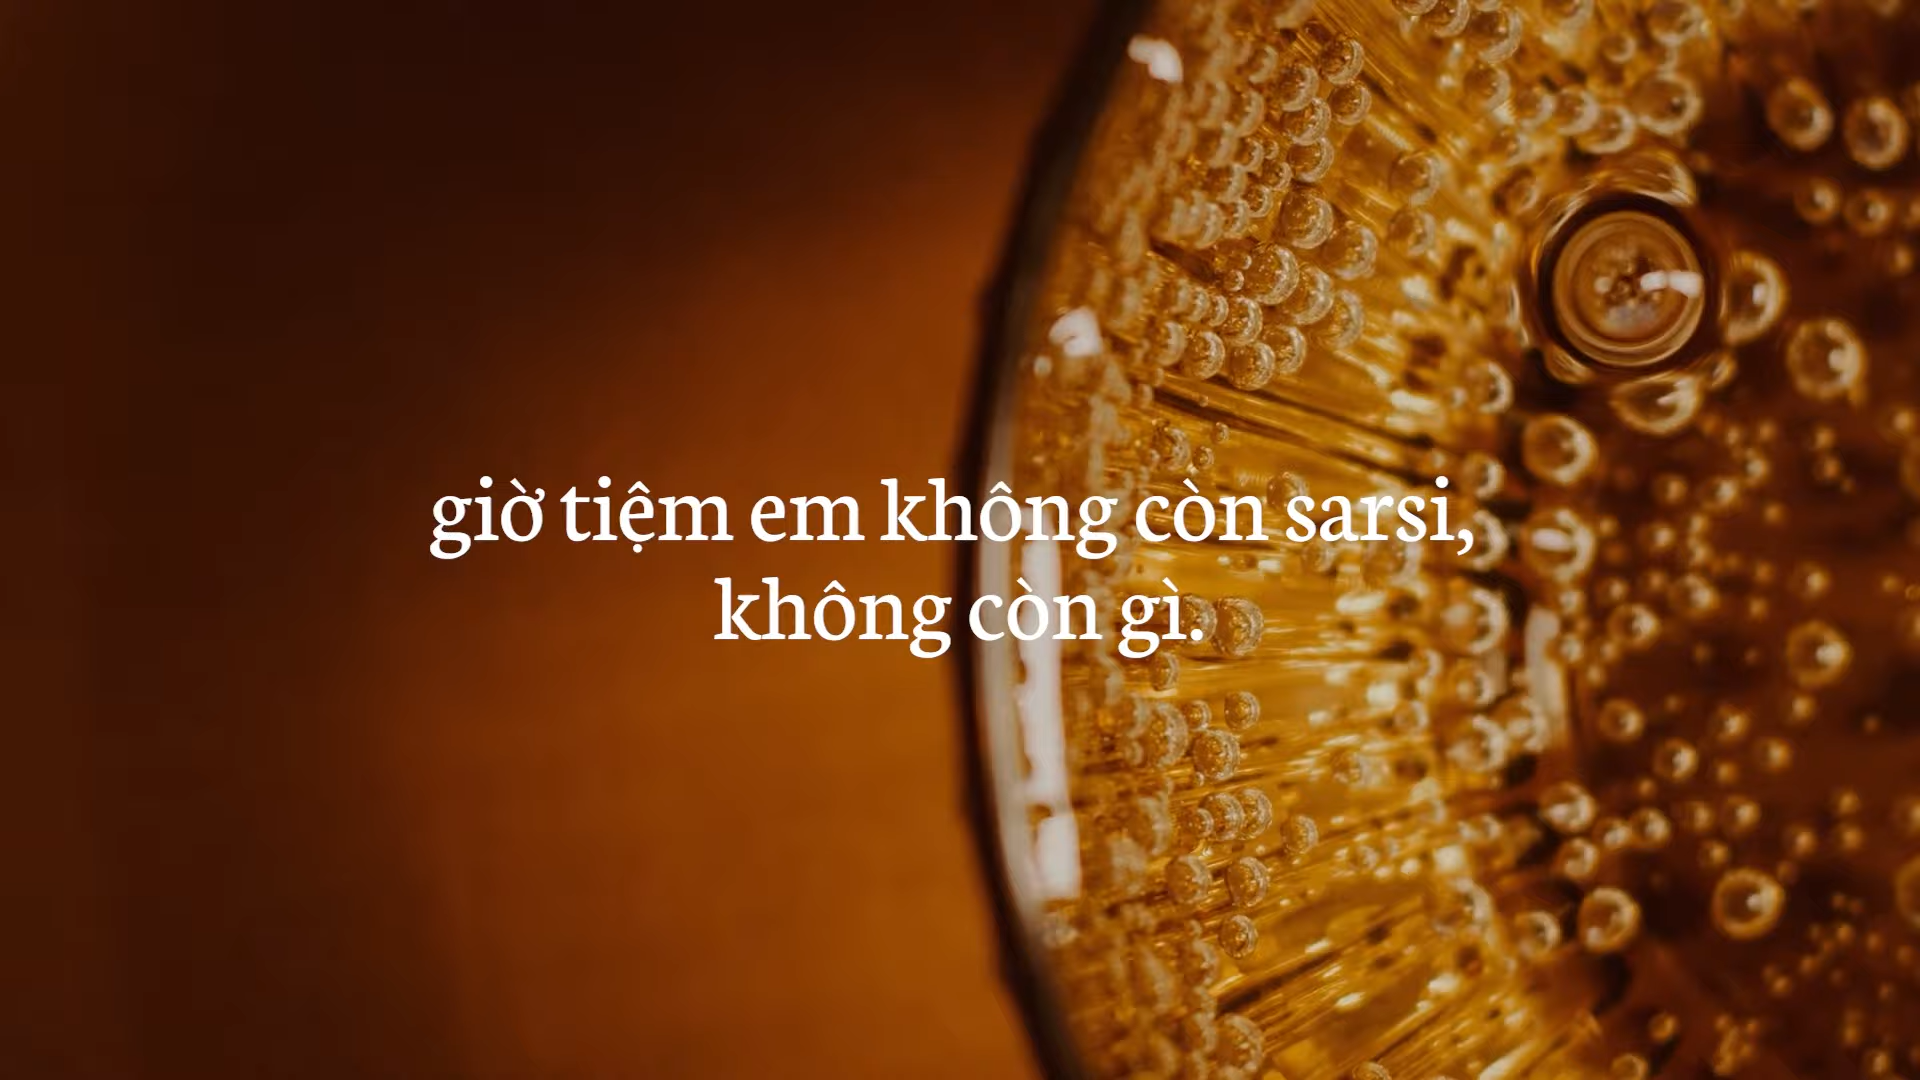 giờ tiệm em không còn sarsi,
không còn gì.